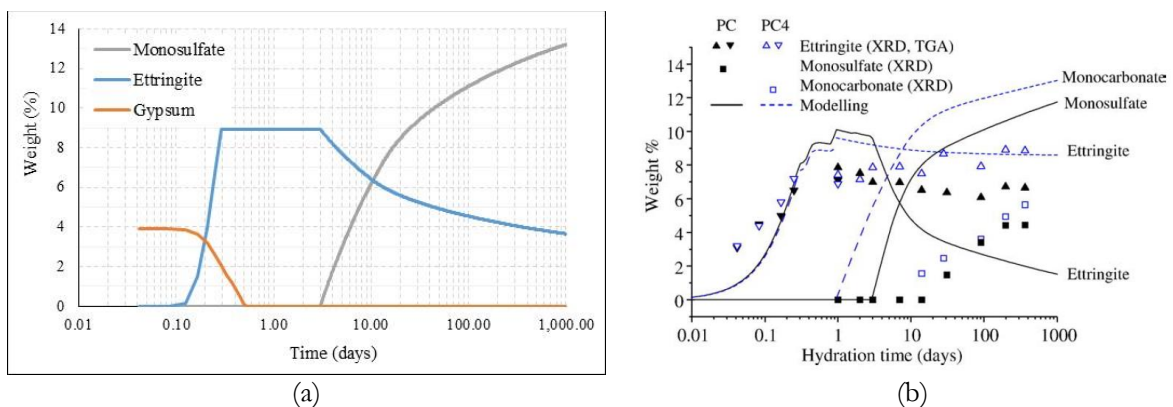 14
12
10
8
6
4
2
0
Weight (%)
Monosulfate
Ettringite
Gypsum
0.01 0.10 1.00 10.00 100.00 1,000.00
Time (days)
(a)
PC PC4
Ettringite (XRD, TGA)
Monosulfate (XRD)
Monocarbonate (XRD)
Modelling
14
12
10
8
6
4
2
0
Weight %
Monocarbonate
Monosulfate
Ettringite
Ettringite
0.01 0.1 1 10 100 1000
Hydration time (days)
(b)